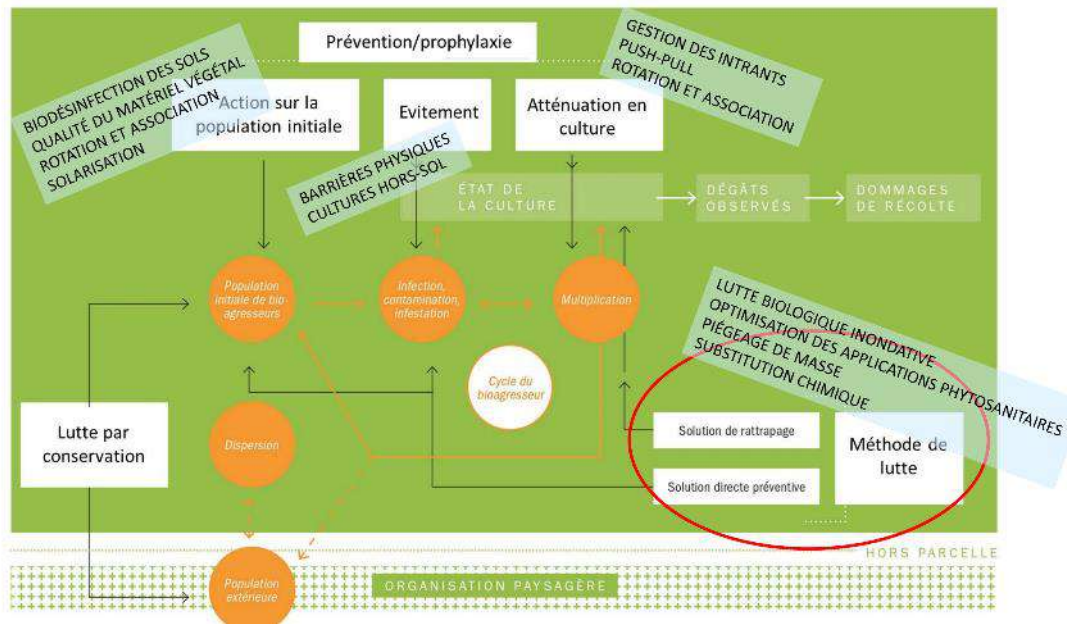 Prévention/prophylaxie
BIODÉSINFECTION DES SOLS
QUALITÉ DU MATÉRIEL VÉGÉTAL
ROTATION ET ASSOCIATION
SOLARISATION
Action sur la
population initiale
Evitement
Atténuation en
culture
GESTION DES INTRANTS
PUSH-PULL
ROTATION ET ASSOCIATION
BARRIÈRES PHYSIQUES
CULTURES HORS-SOL
ÉTAT DE
LA CULTURE
DÉGÂTS
OBSERVÉS
DOMMAGES
DE RÉCOLTE
Population
initiale de bio-
agresseurs
Infection,
contamination,
infestation
Multiplication
LUTTE BIOLOGIQUE INONDATIVE
OPTIMISATION DES APPLICATIONS PHYTOSANITAIRES
PIÉGEAGE DE MASSE
SUBSTITUTION CHIMIQUE
Cycle du
bioagresseur
Lutte par
conservation
Dispersion
Solution de rattrapage
Solution directe préventive
Méthode de
lutte
HORS PARCELLE
Population
extérieure
ORGANISATION PAYSAGÈRE